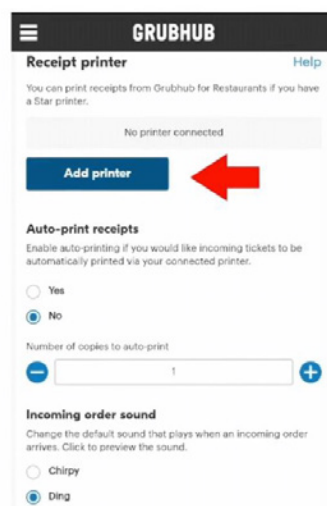 GRUBHUB
Receipt printer Help
You can print receipts from Grubhub for Restaurants if you have
a Star printer.
No printer connected
Add printer
Auto-print receipts
Enable auto-printing if you would like incoming tickets to be
automatically printed via your connected printer.
Yes
No
Number of copies to auto-print
1
Incoming order sound
Change the default sound that plays when an incoming order
arrives. Click to preview the sound.
Chirpy
Ding